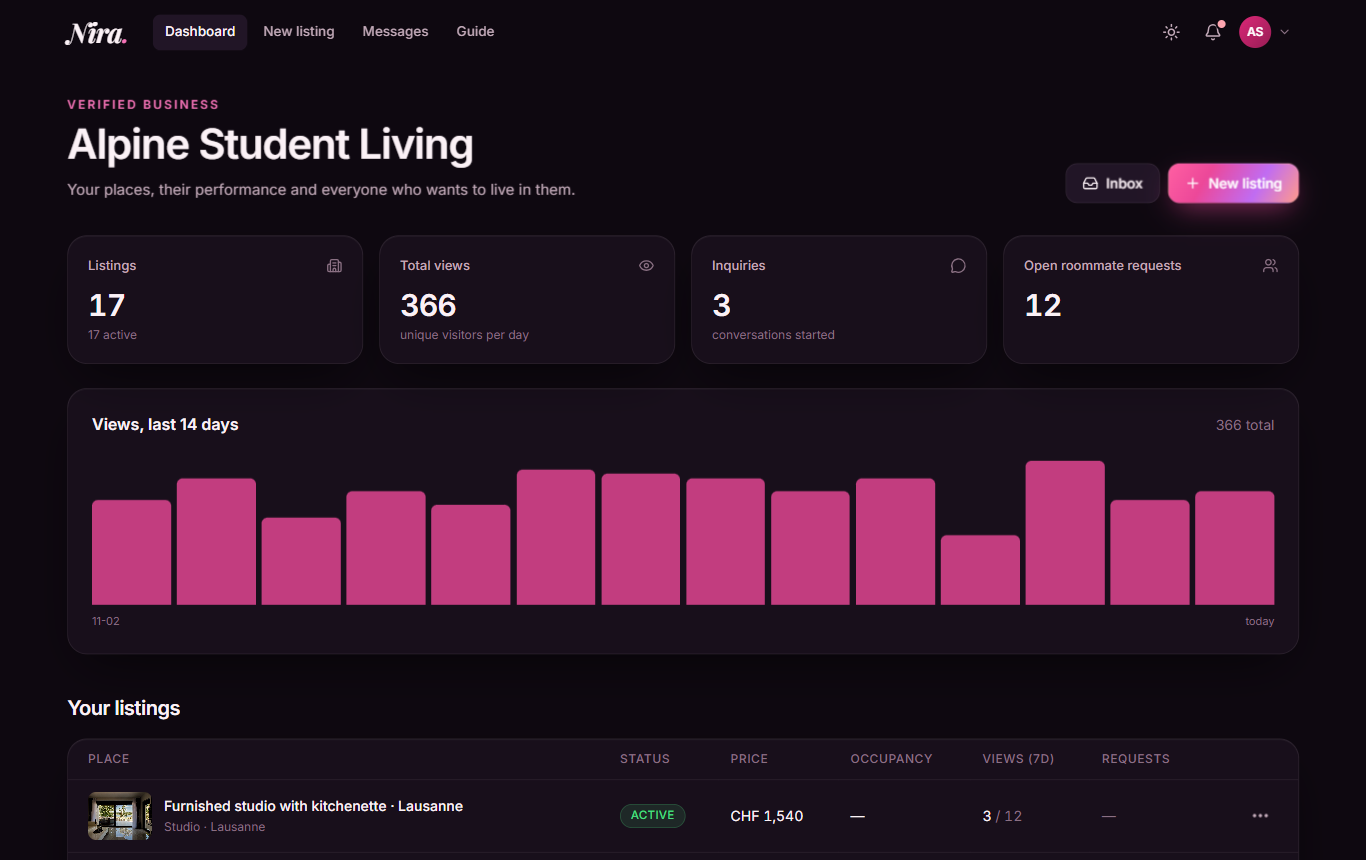 Nira.
Dashboard
New listing
Messages
Guide
AS
VERIFIED BUSINESS
Alpine Student Living
Your places, their performance and everyone who wants to live in them.
Inbox
+ New listing
Listings
17
17 active
Total views
366
unique visitors per day
Inquiries
3
conversations started
Open roommate requests
12
Views, last 14 days
366 total
11-02
today
Your listings
PLACE STATUS PRICE OCCUPANCY VIEWS (7D) REQUESTS
Furnished studio with kitchenette · Lausanne
Studio · Lausanne
ACTIVE
CHF 1,540
—
3 / 12
—